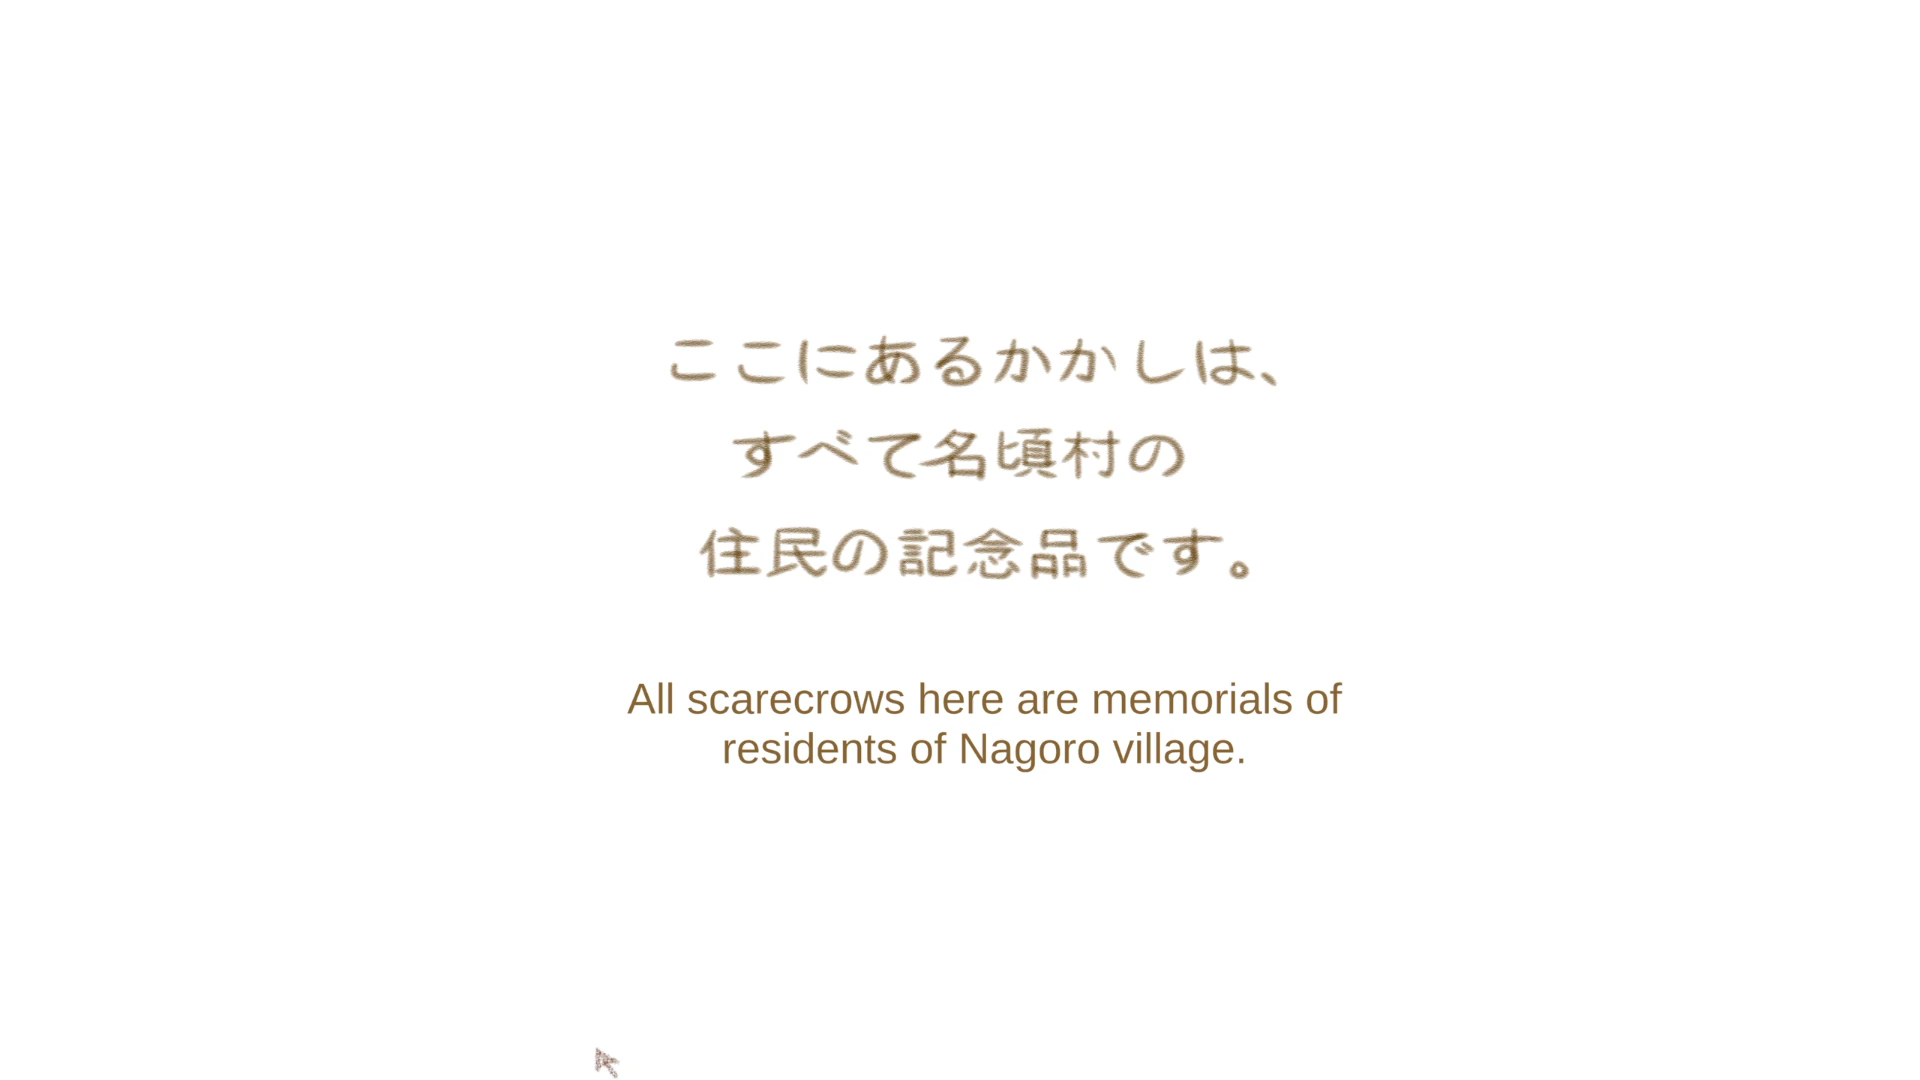 ここにあるかかしは、
すべて名頃村の
住民の記念品です。
All scarecrows here are memorials of
residents of Nagoro village.